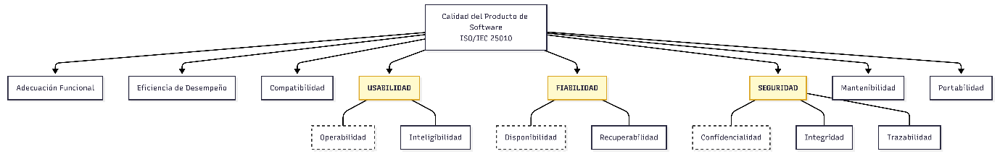 Calidad del Producto de
Software
ISO/IEC 25010
Adecuación Funcional
Eficiencia de Desempeño
Compatibilidad
USABILIDAD
FIABILIDAD
SEGURIDAD
Mantenibilidad
Portabilidad
Operabilidad
Inteligibilidad
Disponibilidad
Recuperabilidad
Confidencialidad
Integridad
Trazabilidad